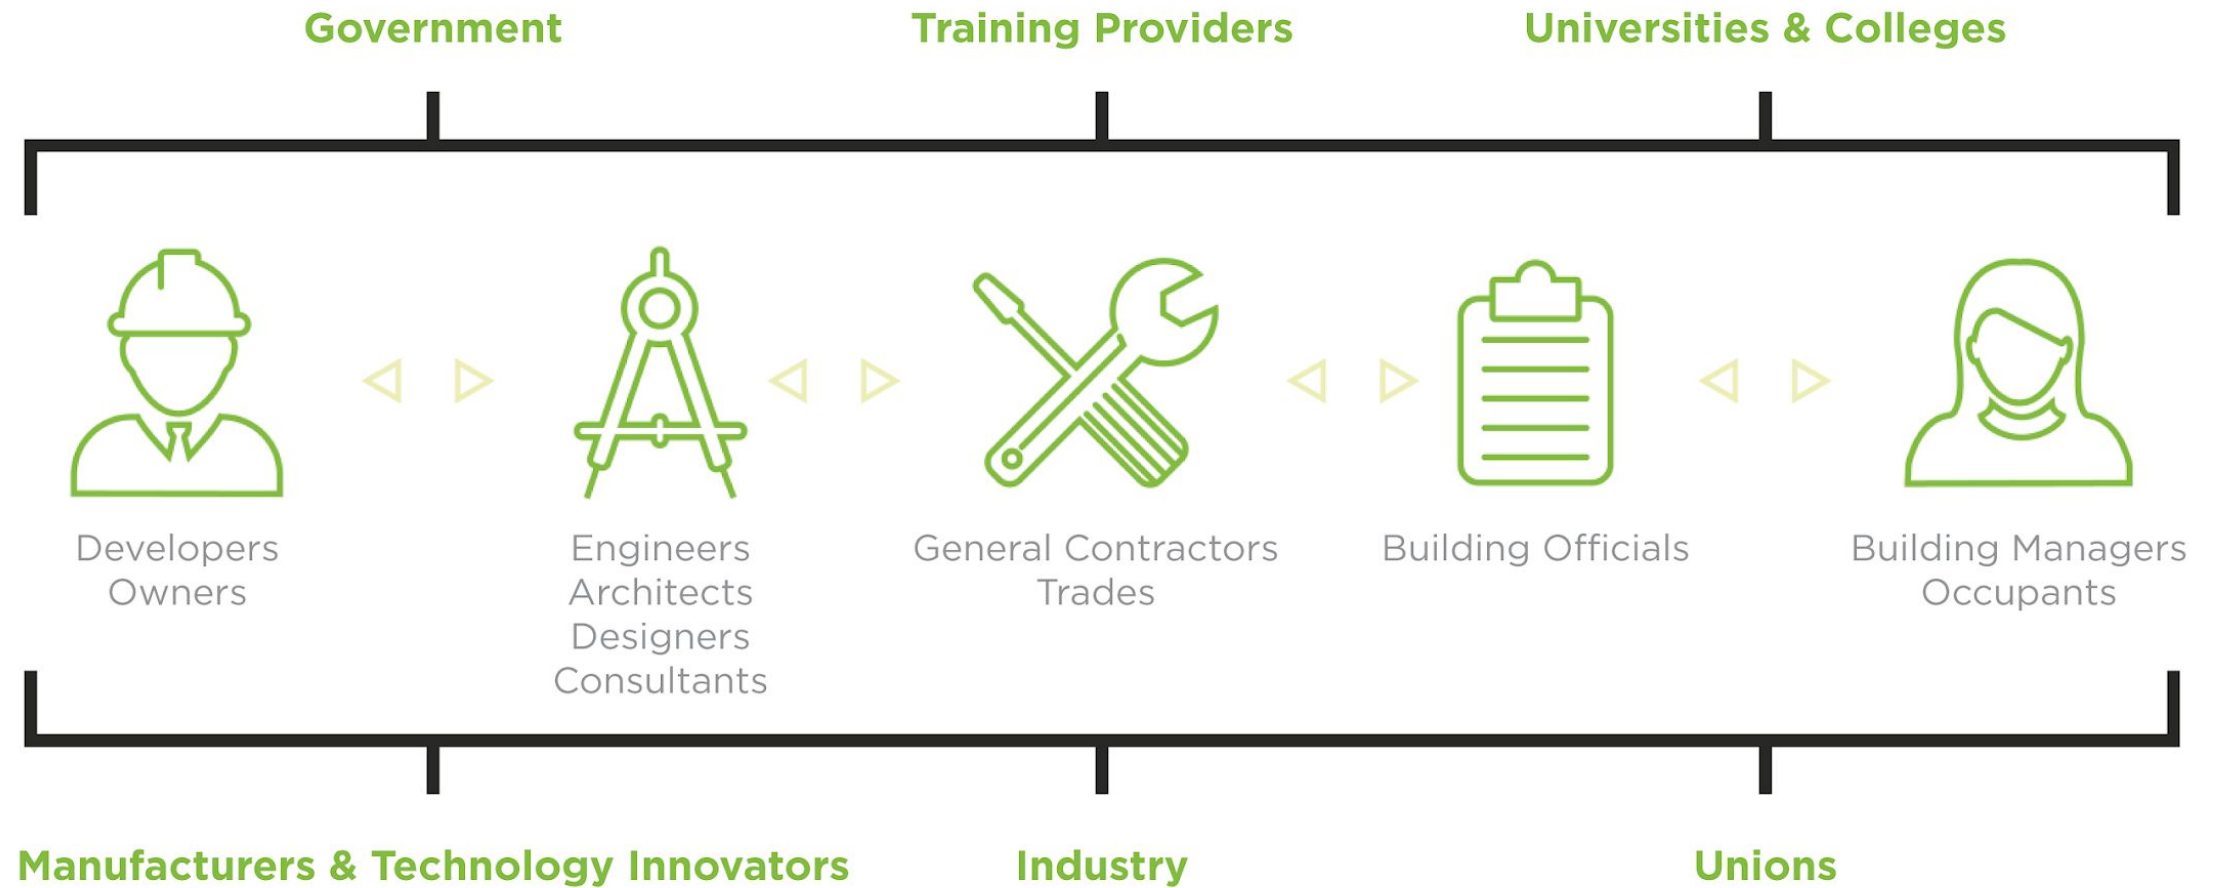 Government
Training Providers
Universities & Colleges
Developers
Owners
Engineers
Architects
Designers
Consultants
General Contractors
Trades
Building Officials
Building Managers
Occupants
Manufacturers & Technology Innovators
Industry
Unions